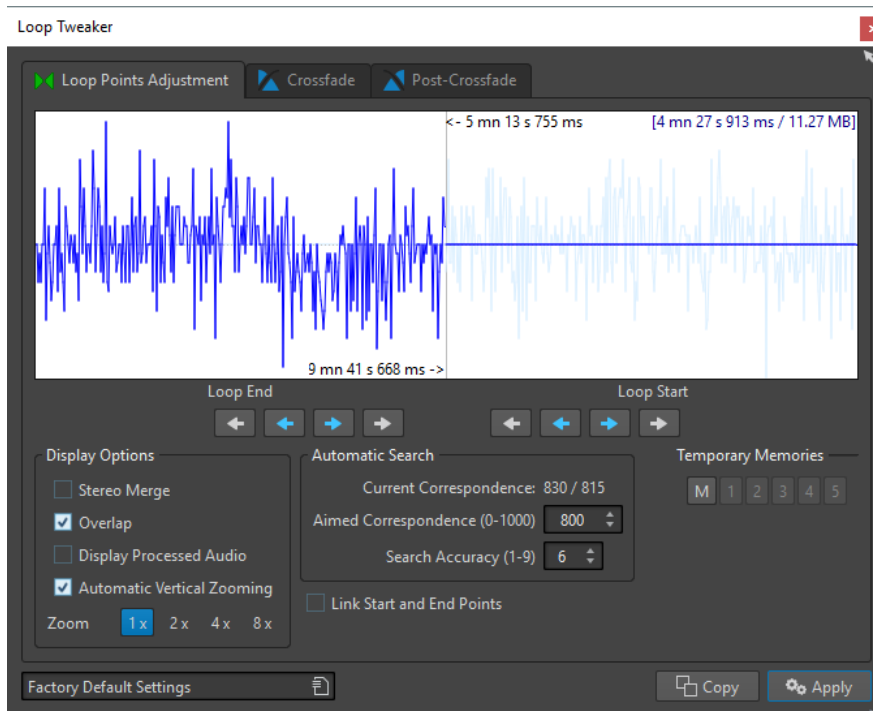 Loop Tweaker
Loop Points Adjustment Crossfade Post-Crossfade
<- 5 mn 13 s 755 ms [4 mn 27 s 913 ms / 11.27 MB]
9 mn 41 s 668 ms ->
Loop End Loop Start
Display Options Automatic Search Temporary Memories
Stereo Merge Current Correspondence: 830 / 815 M 1 2 3 4 5
Overlap Aimed Correspondence (0-1000) 800
Display Processed Audio Search Accuracy (1-9) 6
Automatic Vertical Zooming
Link Start and End Points
Zoom 1 x 2 x 4 x 8 x
Factory Default Settings Copy Apply